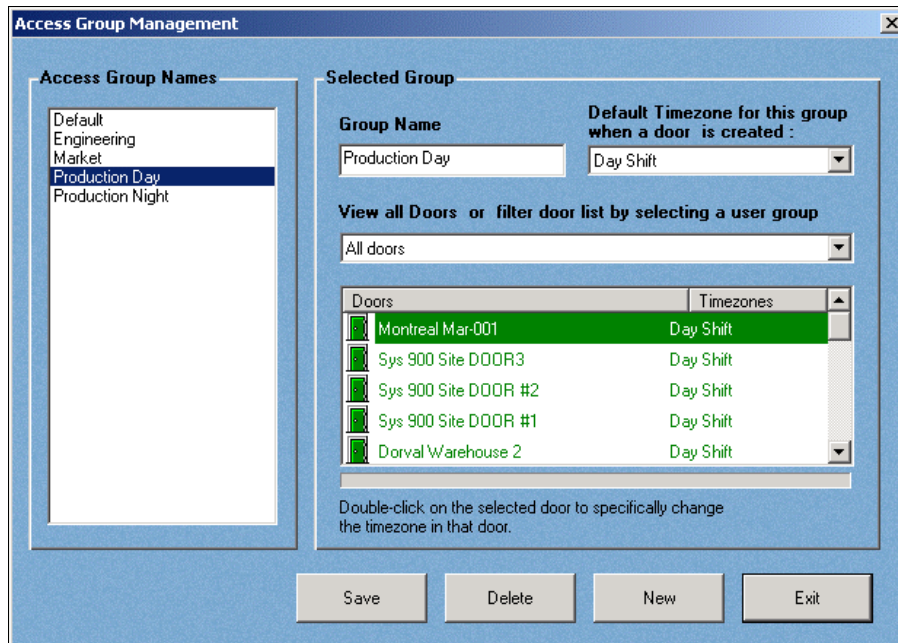 Access Group Management
Access Group Names
Default
Engineering
Market
Production Day
Production Night
Selected Group
Group Name
Production Day
Default Timezone for this group
when a door is created :
Day Shift
View all Doors or filter door list by selecting a user group
All doors
Doors Timezones
Montreal Mar-001 Day Shift
Sys 900 Site DOOR3 Day Shift
Sys 900 Site DOOR #2 Day Shift
Sys 900 Site DOOR #1 Day Shift
Dorval Warehouse 2 Day Shift
Double-click on the selected door to specifically change
the timezone in that door.
Save Delete New Exit